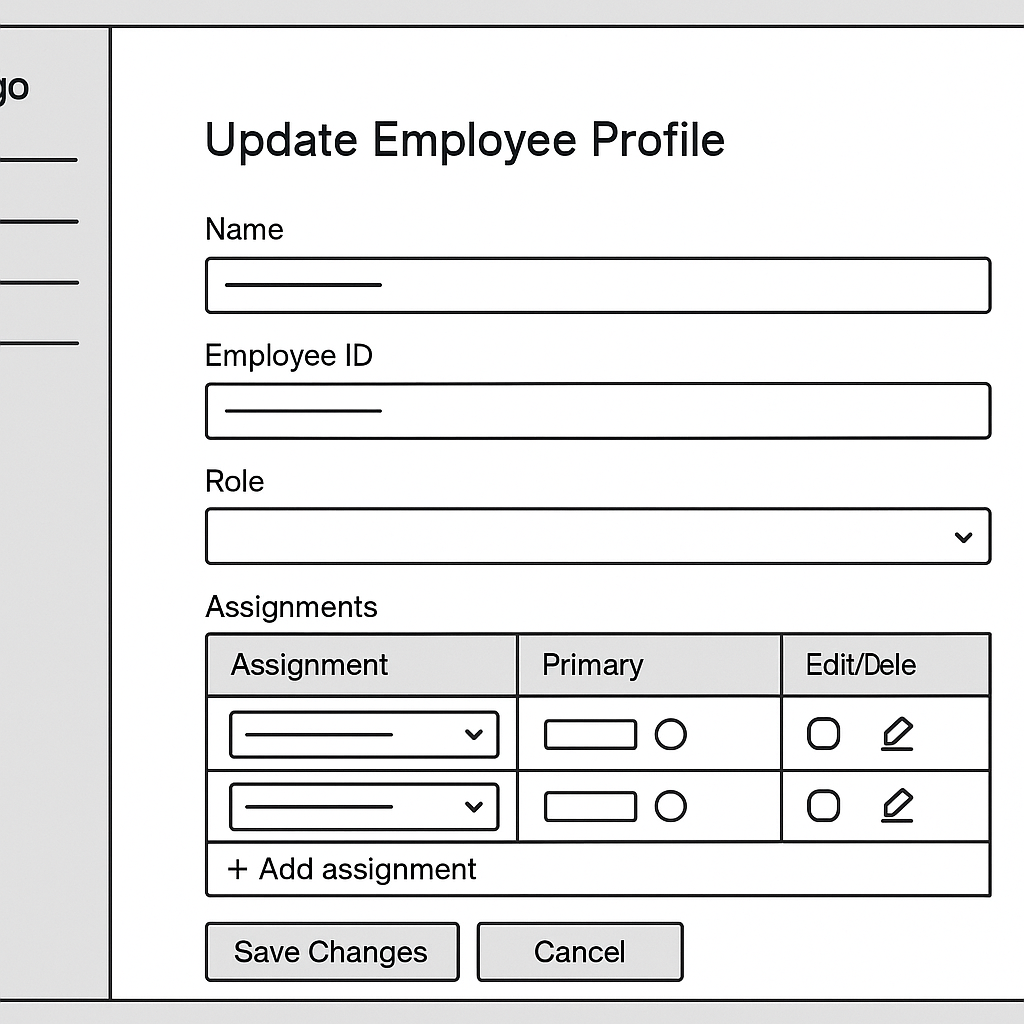 go
Update Employee Profile
Name
Employee ID
Role
Assignments
Assignment Primary Edit/Dele
+ Add assignment
Save Changes Cancel